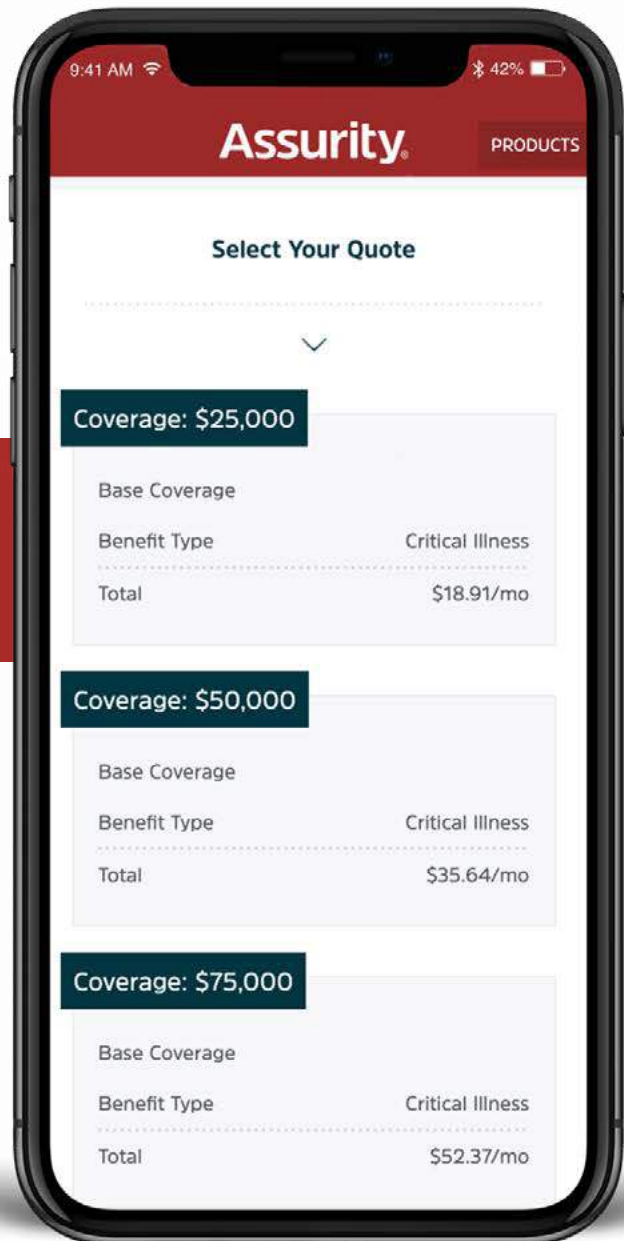 9:41 AM 42%
Assurity®
PRODUCTS
Select Your Quote
Coverage: $25,000
Base Coverage
Benefit Type Critical Illness
Total $18.91/mo
Coverage: $50,000
Base Coverage
Benefit Type Critical Illness
Total $35.64/mo
Coverage: $75,000
Base Coverage
Benefit Type Critical Illness
Total $52.37/mo